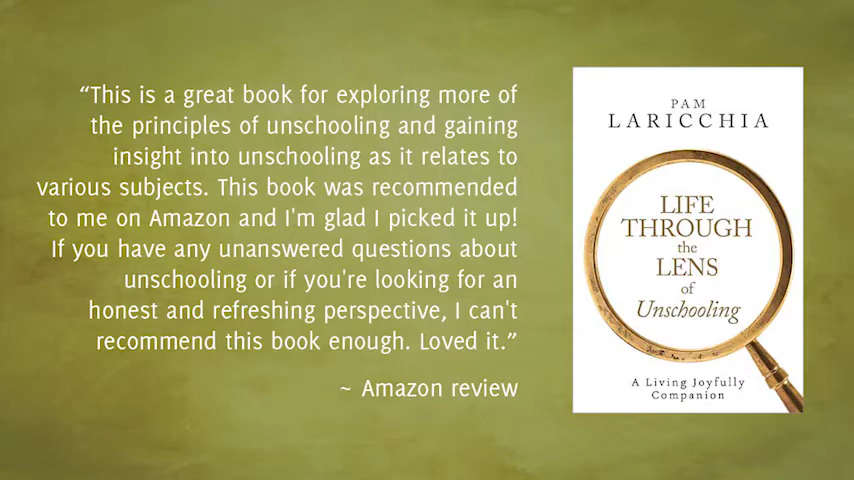 “This is a great book for exploring more of
the principles of unschooling and gaining
insight into unschooling as it relates to
various subjects. This book was recommended
to me on Amazon and I'm glad I picked it up!
If you have any unanswered questions about
unschooling or if you're looking for an
honest and refreshing perspective, I can't
recommend this book enough. Loved it.”
~ Amazon review
PAM
LARICCHIA
LIFE
THROUGH
the
LENS
of
Unschooling
A Living Joyfully
Companion